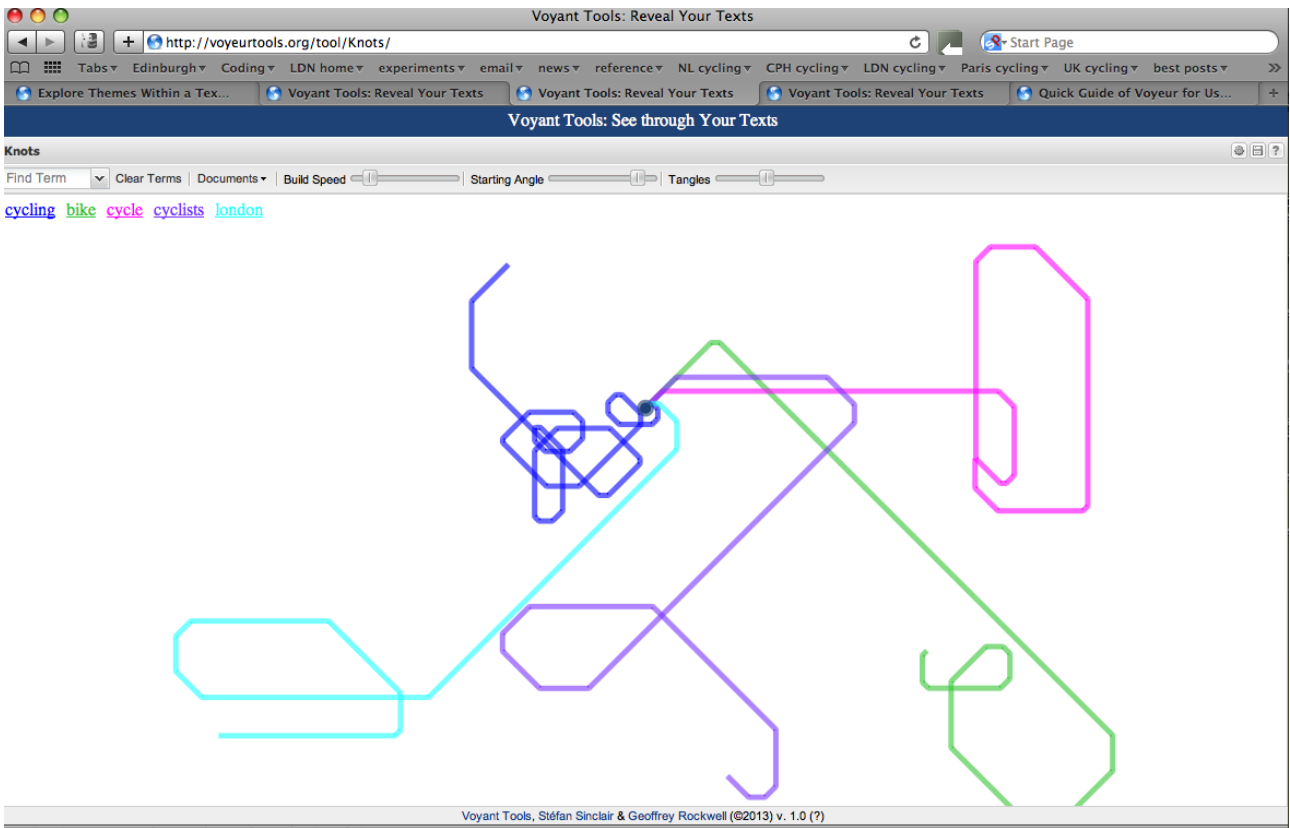 Voyant Tools: Reveal Your Texts
http://voyeurtools.org/tool/Knots/ Start Page
Tabs Edinburgh Coding LDN home experiments email news reference NL cycling CPH cycling LDN cycling Paris cycling UK cycling best posts
Explore Themes Within a Tex... Voyant Tools: Reveal Your Texts Voyant Tools: Reveal Your Texts Voyant Tools: Reveal Your Texts Quick Guide of Voyeur for Us...
Voyant Tools: See through Your Texts
Knots
Find Term Clear Terms Documents Build Speed Starting Angle Tangles
cycling bike cycle cyclists london
Voyant Tools, Stéfan Sinclair & Geoffrey Rockwell (©2013) v. 1.0 (?)